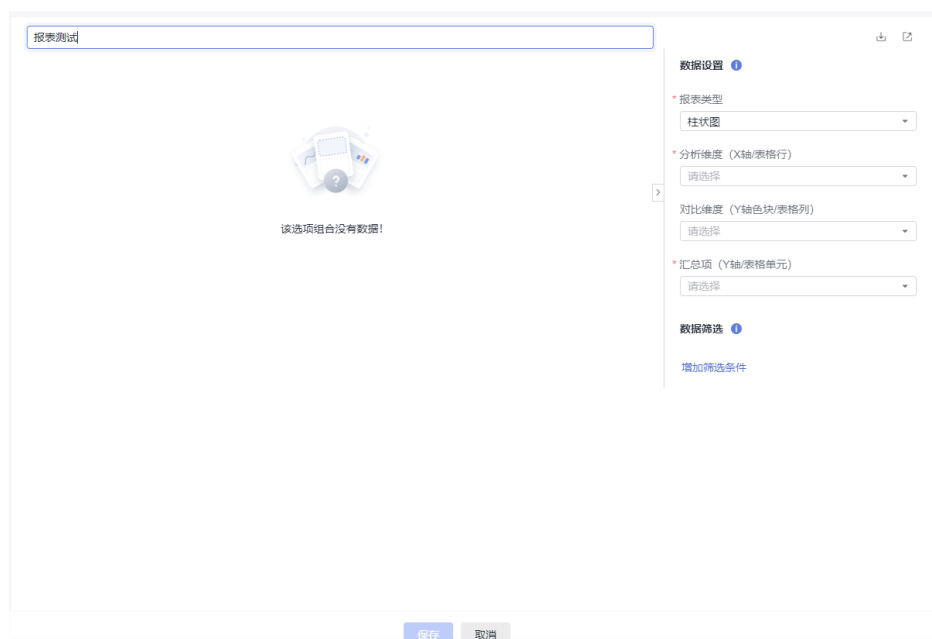 报表测试
数据设置
* 报表类型
柱状图
* 分析维度（X轴/表格行）
请选择
对比维度（Y轴色块/表格列）
请选择
该选项组合没有数据！
* 汇总项（Y轴/表格单元）
请选择
数据筛选
增加筛选条件
保存 取消